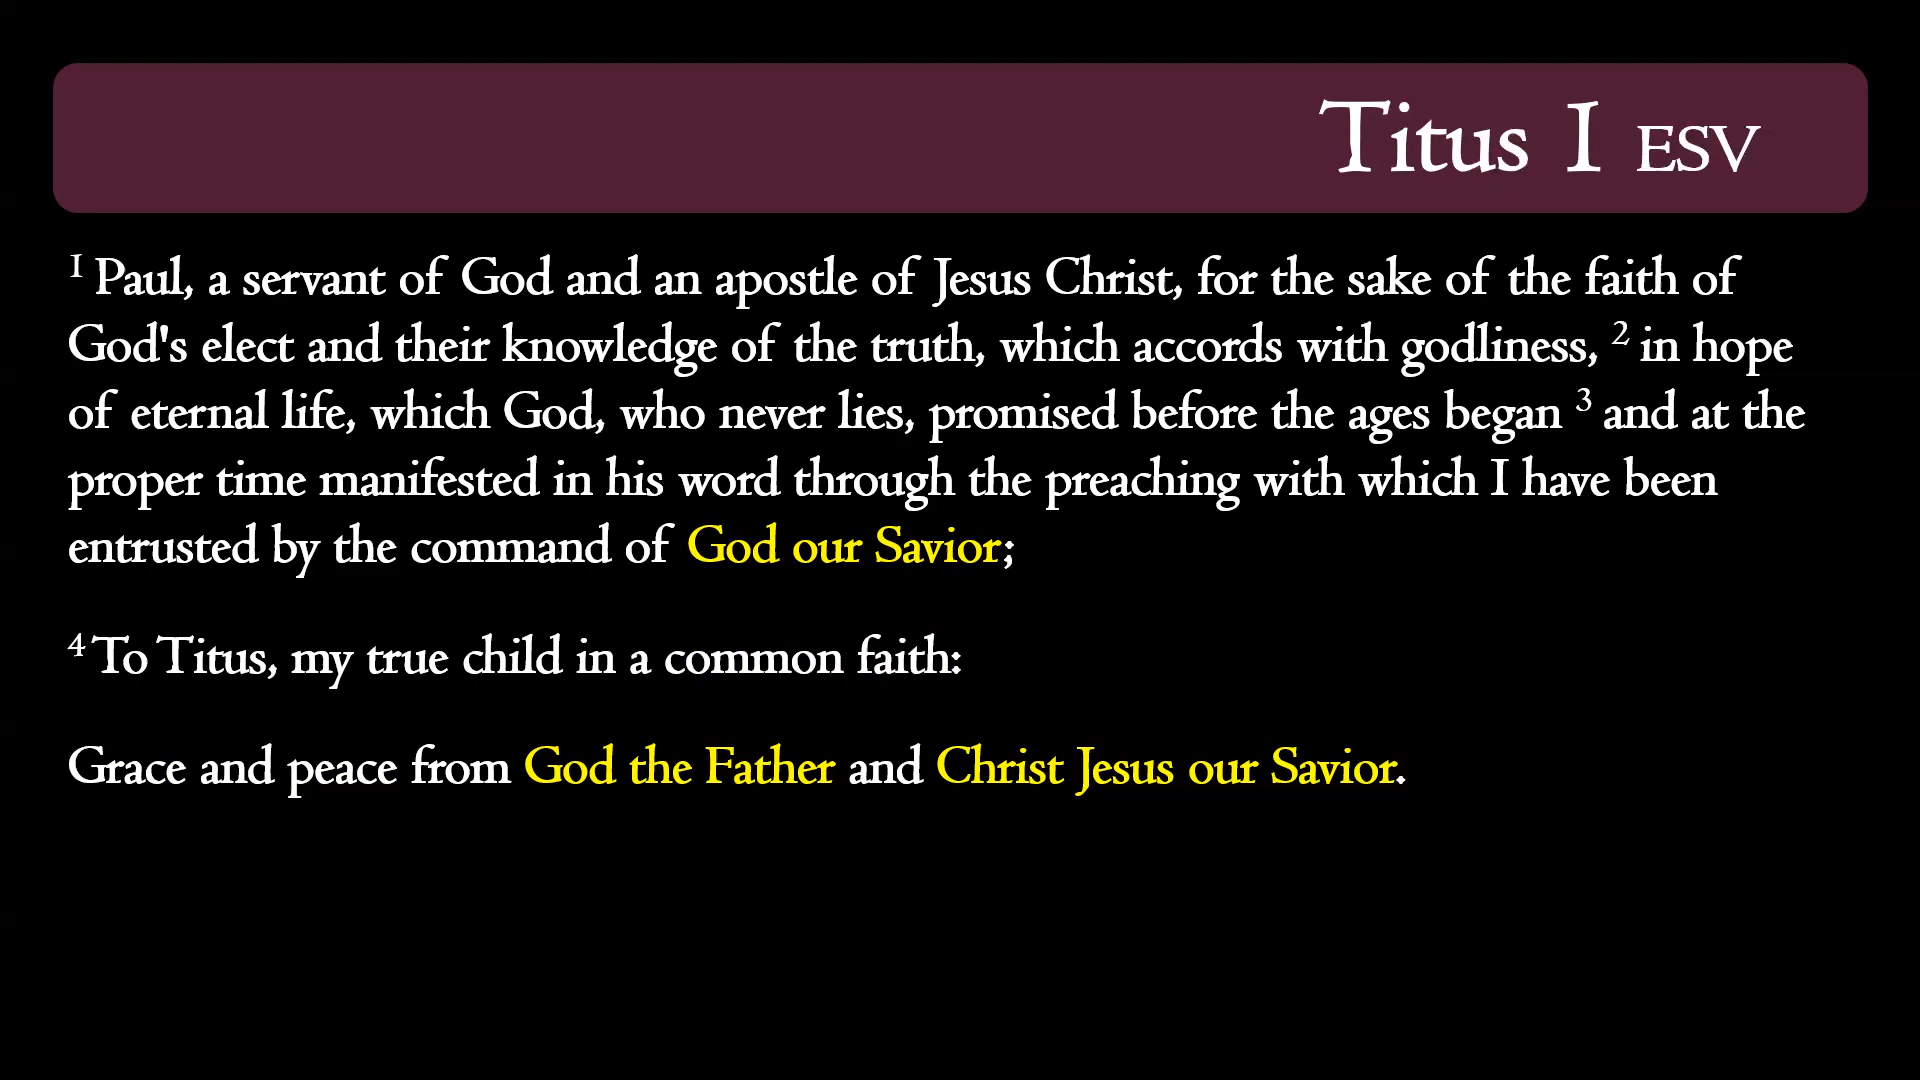 Titus 1 ESV
1 Paul, a servant of God and an apostle of Jesus Christ, for the sake of the faith of
God's elect and their knowledge of the truth, which accords with godliness, 2 in hope
of eternal life, which God, who never lies, promised before the ages began 3 and at the
proper time manifested in his word through the preaching with which I have been
entrusted by the command of God our Savior;
4 To Titus, my true child in a common faith:
Grace and peace from God the Father and Christ Jesus our Savior.